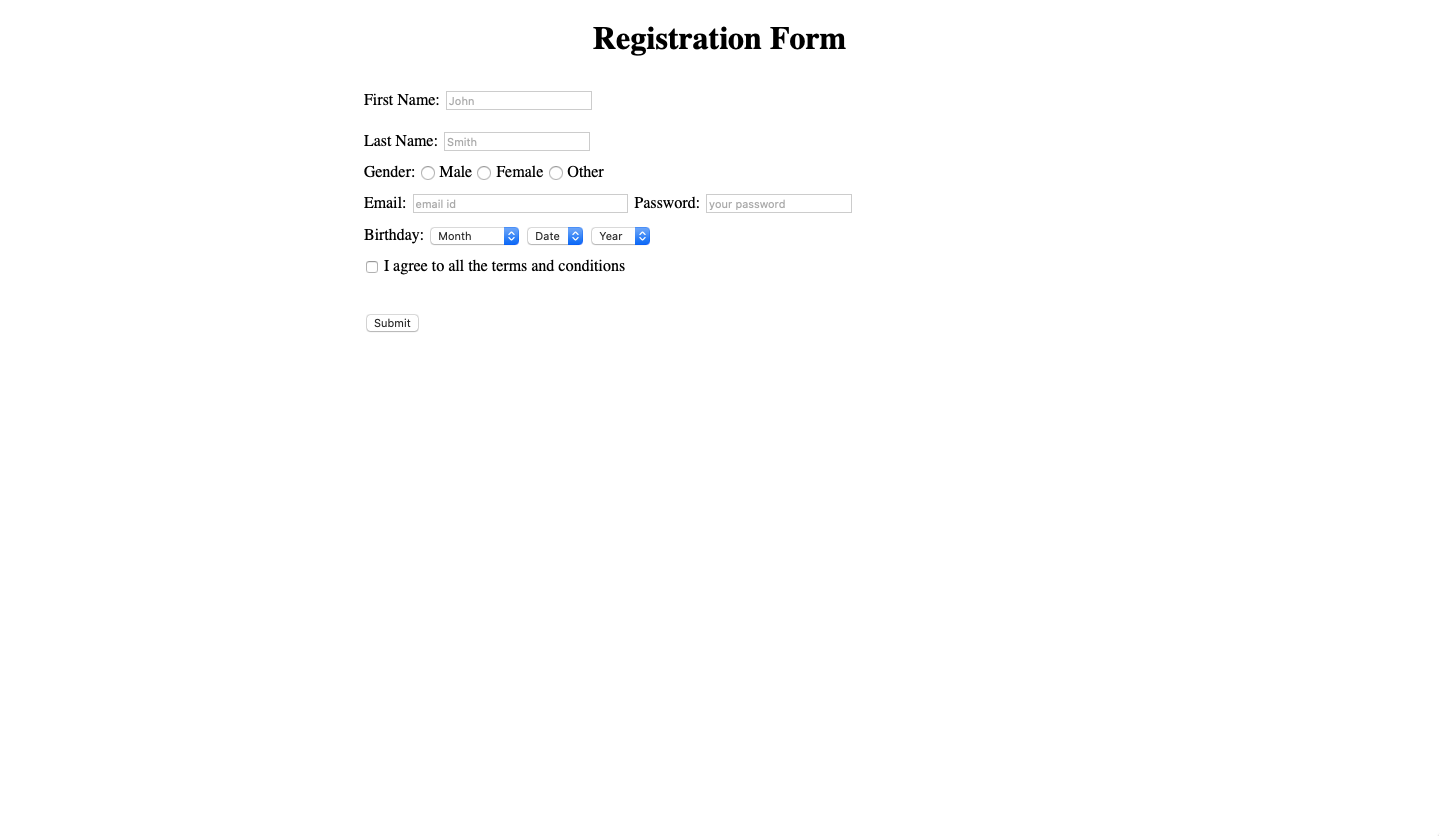 Registration Form
First Name: John
Last Name: Smith
Gender: Male Female Other
Email: email id Password: your password
Birthday: Month Date Year
I agree to all the terms and conditions
Submit